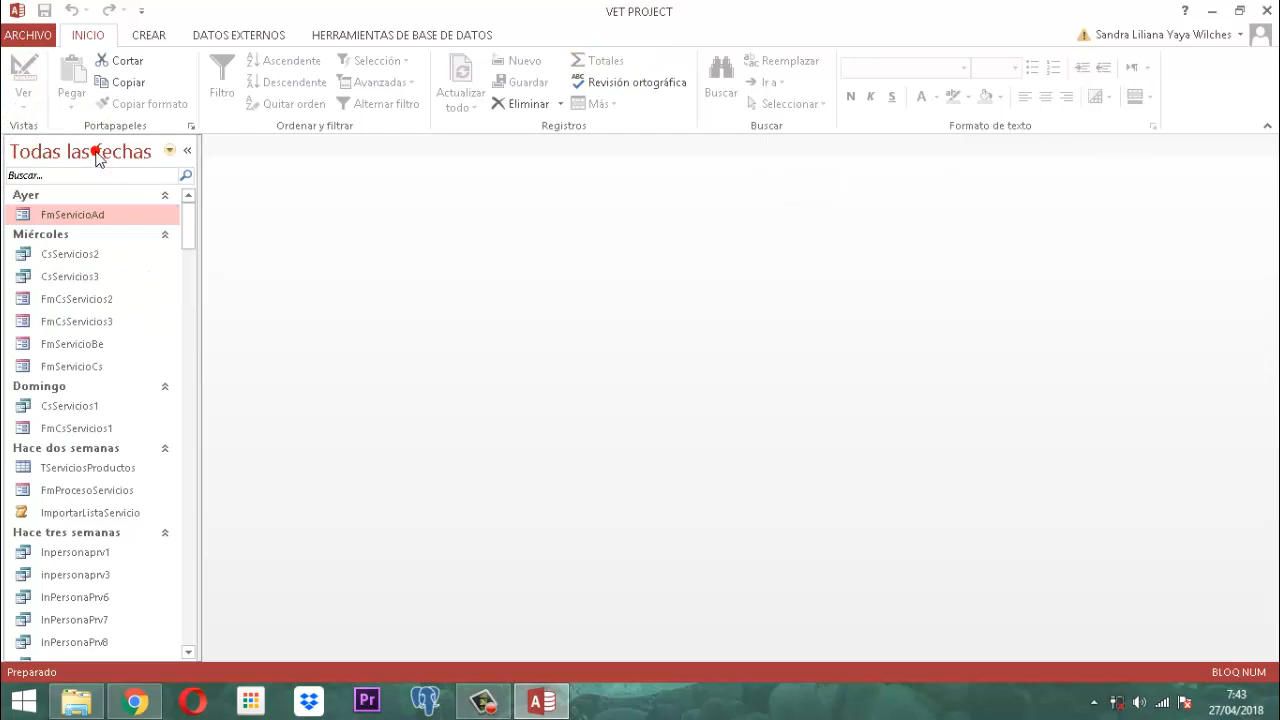 VET PROJECT
?
ARCHIVO INICIO CREAR DATOS EXTERNOS HERRAMIENTAS DE BASE DE DATOS
Sandra Liliana Yaya Wilches
Ver
Vistas
Pegar
Cortar
Copiar
Copiar formato
Portapapeles
Filtro
Ascendente
Descendente
Quitar orden
Selección
Avanzadas
Alternar filtro
Ordenar y filtrar
Actualizar
todo
Nuevo
Guardar
Eliminar
Totales
ABC
Revisión ortográfica
Más
Registros
Buscar
Reemplazar
Ir a
Seleccionar
Buscar
N K S A
Formato de texto
Todas las fechas
Buscar...
Ayer
FmServicioAd
Miércoles
CsServicios2
CsServicios3
FmCsServicios2
FmCsServicios3
FmServicioBe
FmServicioCs
Domingo
CsServicios1
FmCsServicios1
Hace dos semanas
TServiciosProductos
FmProcesoServicios
ImportarListaServicio
Hace tres semanas
Inpersonaprv1
inpersonaprv3
InPersonaPrv6
InPersonaPrv7
InPersonaPrv8
Preparado
BLOQ NUM
Pr
7:43
27/04/2018